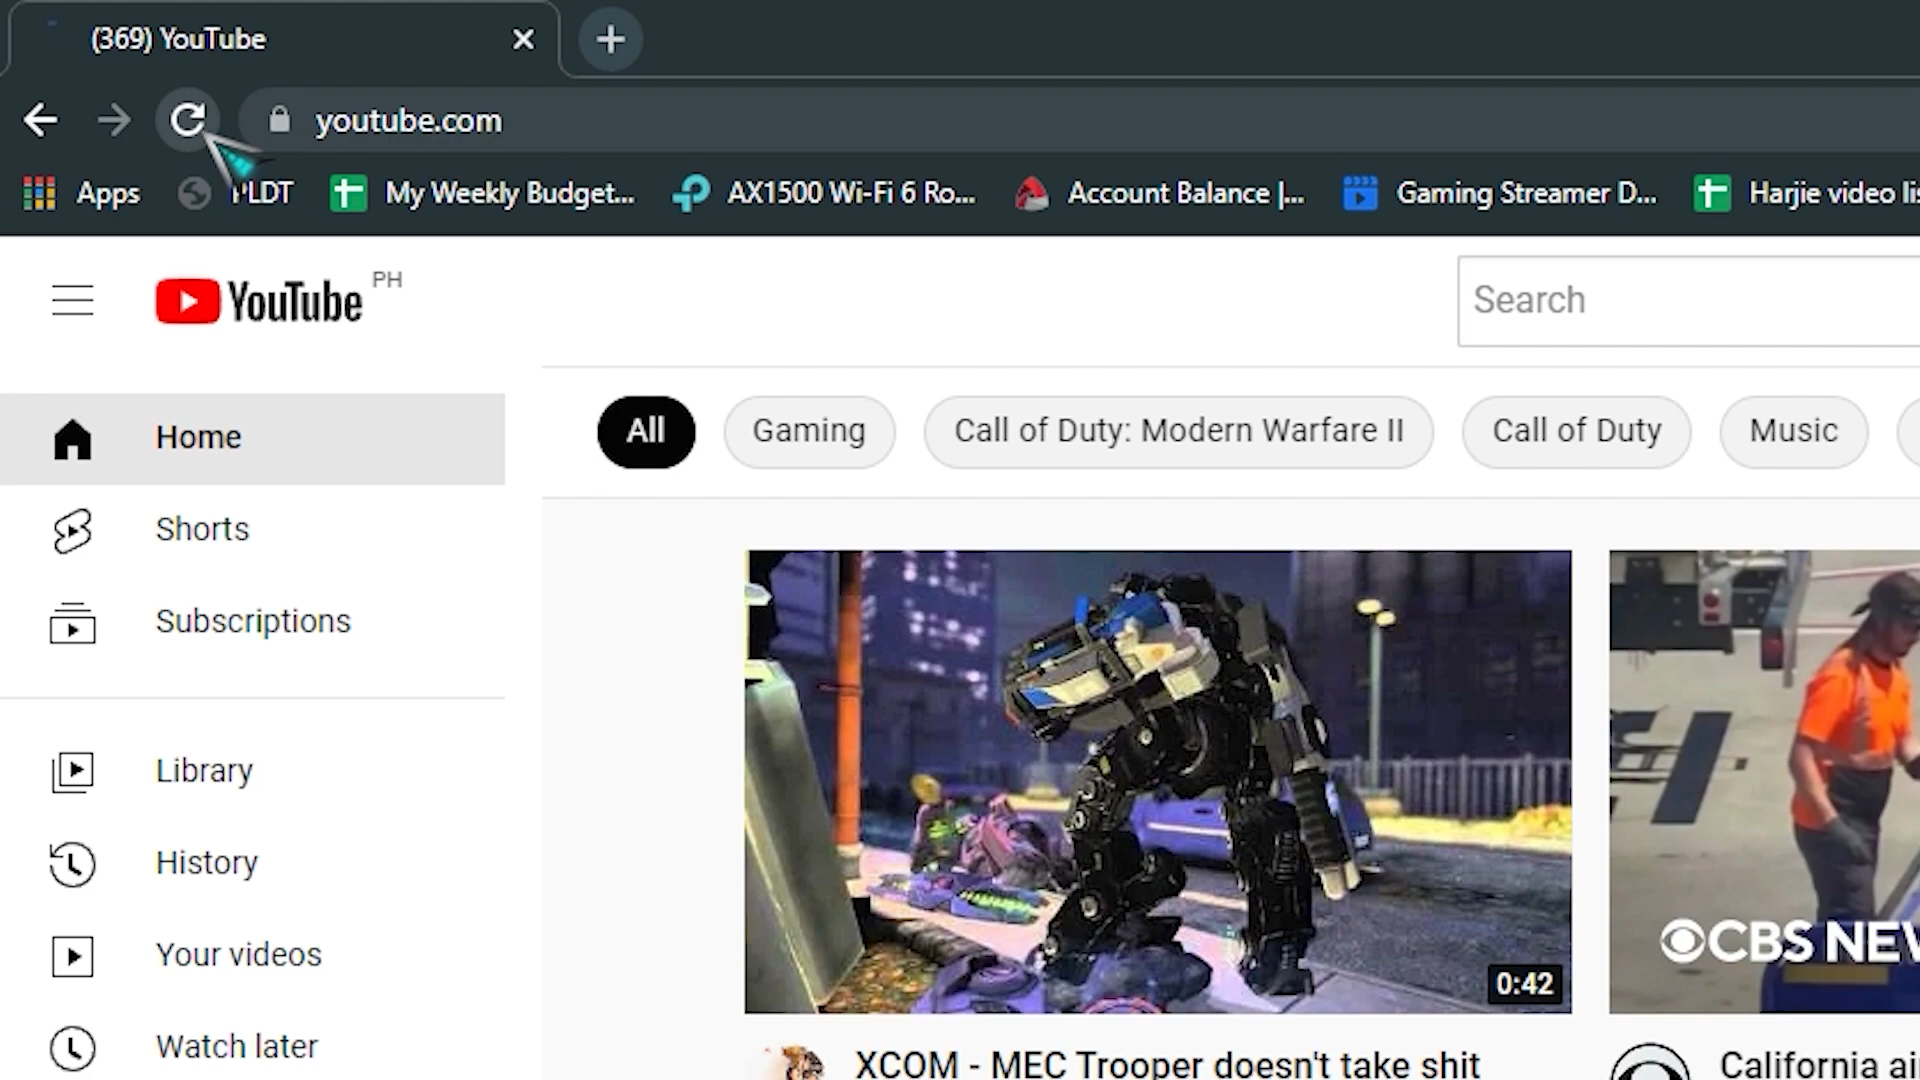 (369) YouTube
youtube.com
Apps
PLDT
My Weekly Budget...
AX1500 Wi-Fi 6 Ro...
Account Balance |...
Gaming Streamer D...
Harjie video lis
YouTube PH
Search
All
Gaming
Call of Duty: Modern Warfare II
Call of Duty
Music
Home
Shorts
Subscriptions
Library
History
Your videos
Watch later
0:42
CBS NEW
XCOM - MEC Trooper doesn't take shit
California ai